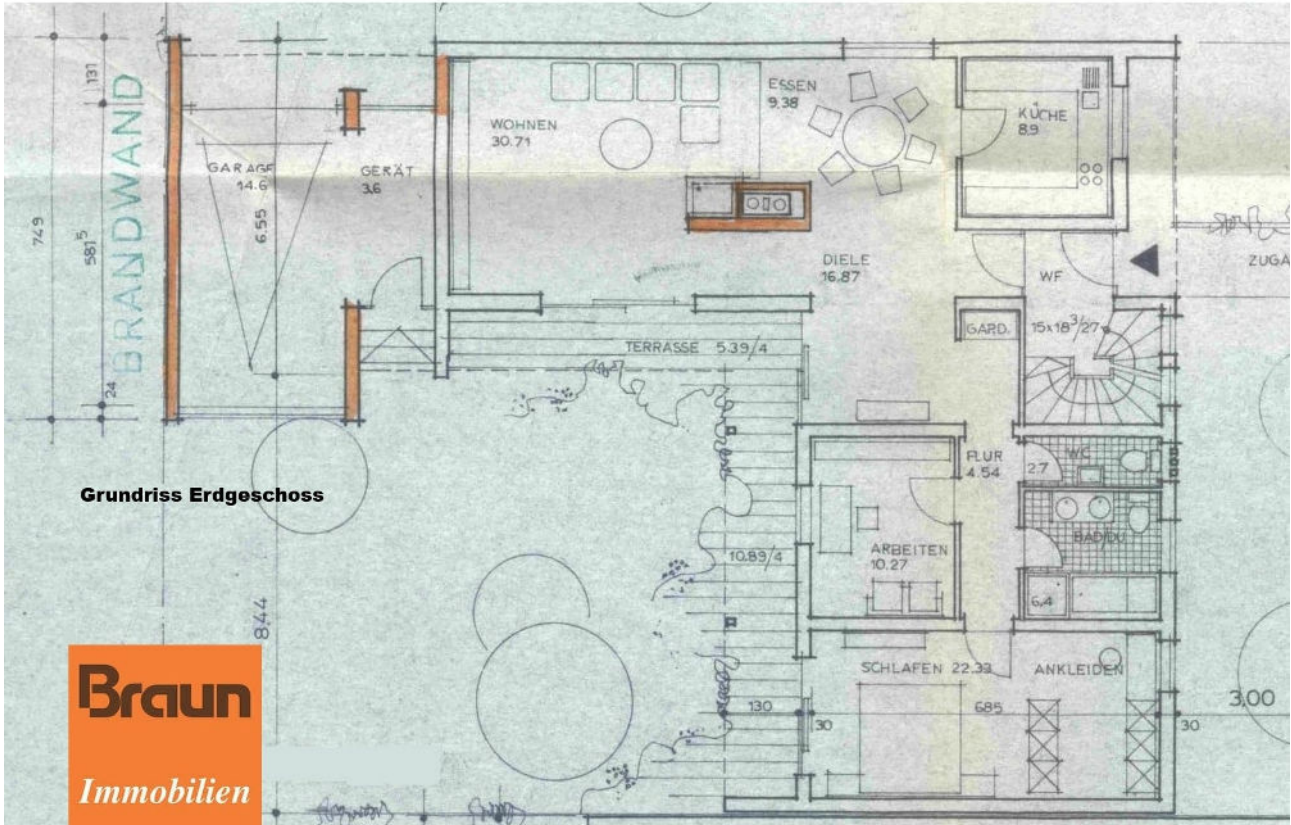 BRANDWAND
749
131
581⁵
24
GARAGE
14.6
6.55
GERÄT
3.6
WOHNEN
30.71
ESSEN
9.38
KÜCHE
8.9
DIELE
16.87
WF
ZUGA
GARD.
15x18³/27
TERRASSE 5.39/4
FLUR
4.54
WC
2.7
BAD/DU
6.4
ARBEITEN
10.27
10.89/4
SCHLAFEN 22.33
ANKLEIDEN
130
30
685
30
3.00
8.44
Grundriss Erdgeschoss
Braun
Immobilien